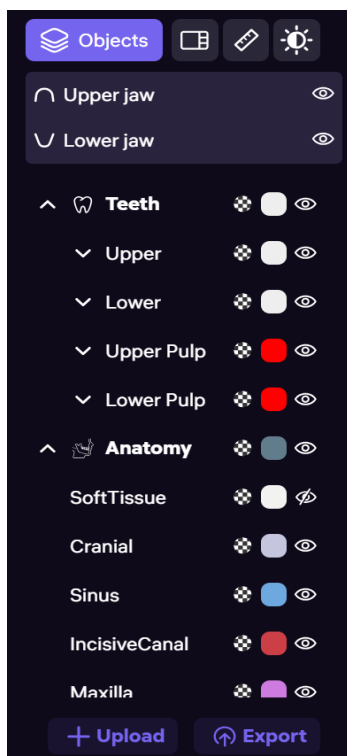 Objects
Upper jaw
Lower jaw
Teeth
Upper
Lower
Upper Pulp
Lower Pulp
Anatomy
SoftTissue
Cranial
Sinus
IncisiveCanal
Maxilla
Upload
Export